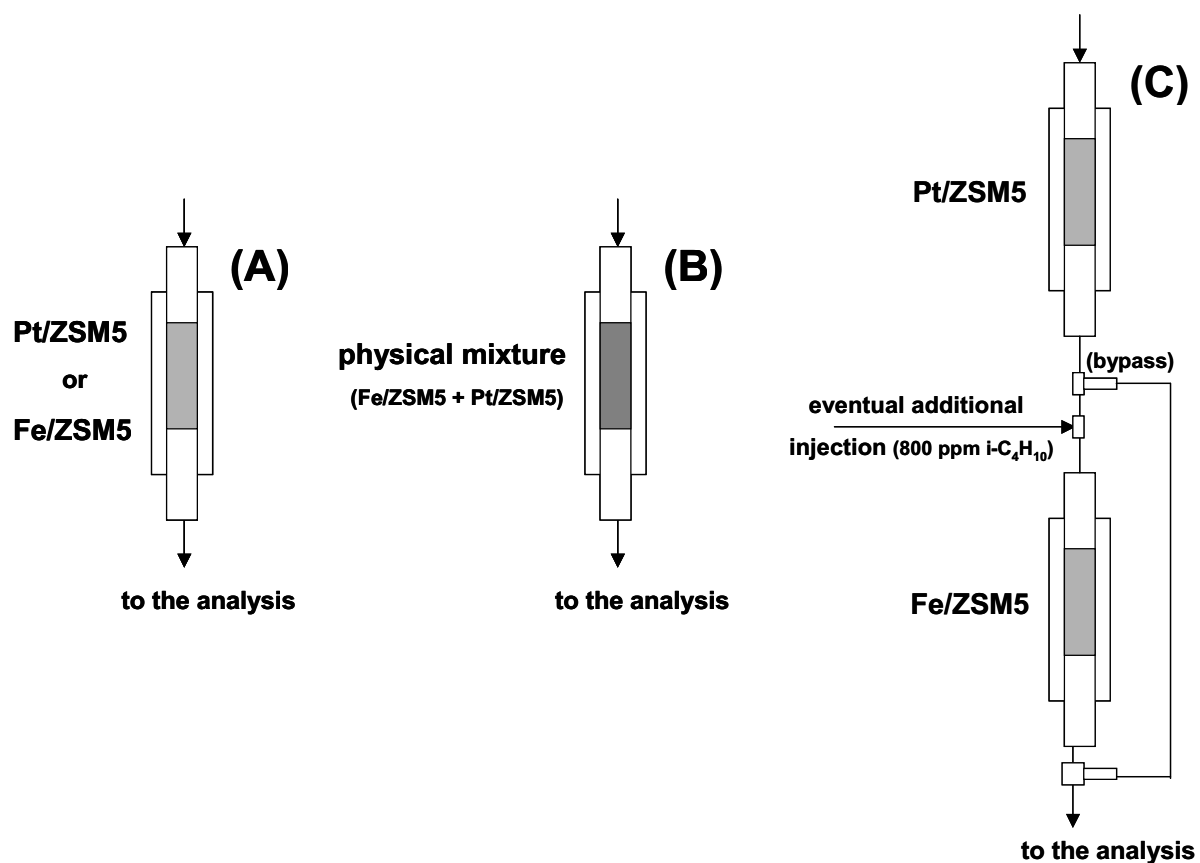 (A)
Pt/ZSM5
or
Fe/ZSM5
to the analysis
(B)
physical mixture
(Fe/ZSM5 + Pt/ZSM5)
to the analysis
(C)
Pt/ZSM5
(bypass)
eventual additional
injection (800 ppm i-C₄H₁₀)
Fe/ZSM5
to the analysis